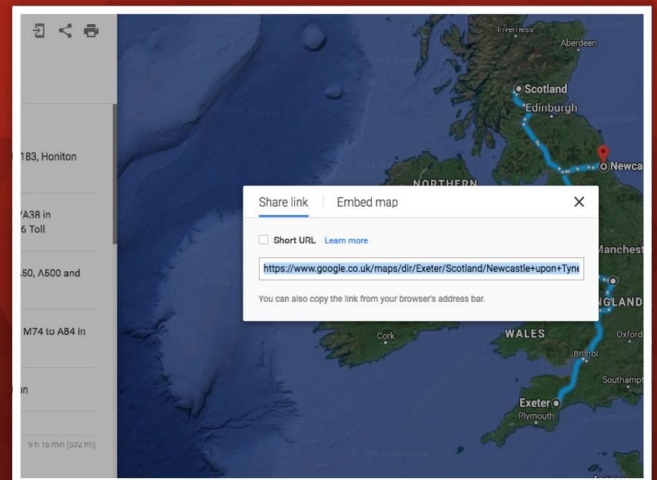 Inverness
Aberdeen
Scotland
Edinburgh
183, Honiton
Newca
NORTHERN
Share link
Embed map
/A38 in
6 Toll
Short URL
Learn more
Manchest
https://www.google.co.uk/maps/dir/Exeter/Scotland/Newcastle+upon+Tyne
.50, A500 and
You can also copy the link from your browser's address bar.
NGLAND
M74 to A84 in
Cork
WALES
Oxford
Bristol
on
Southampt
Exeter
Plymouth
9 h 16 min (532 mi)